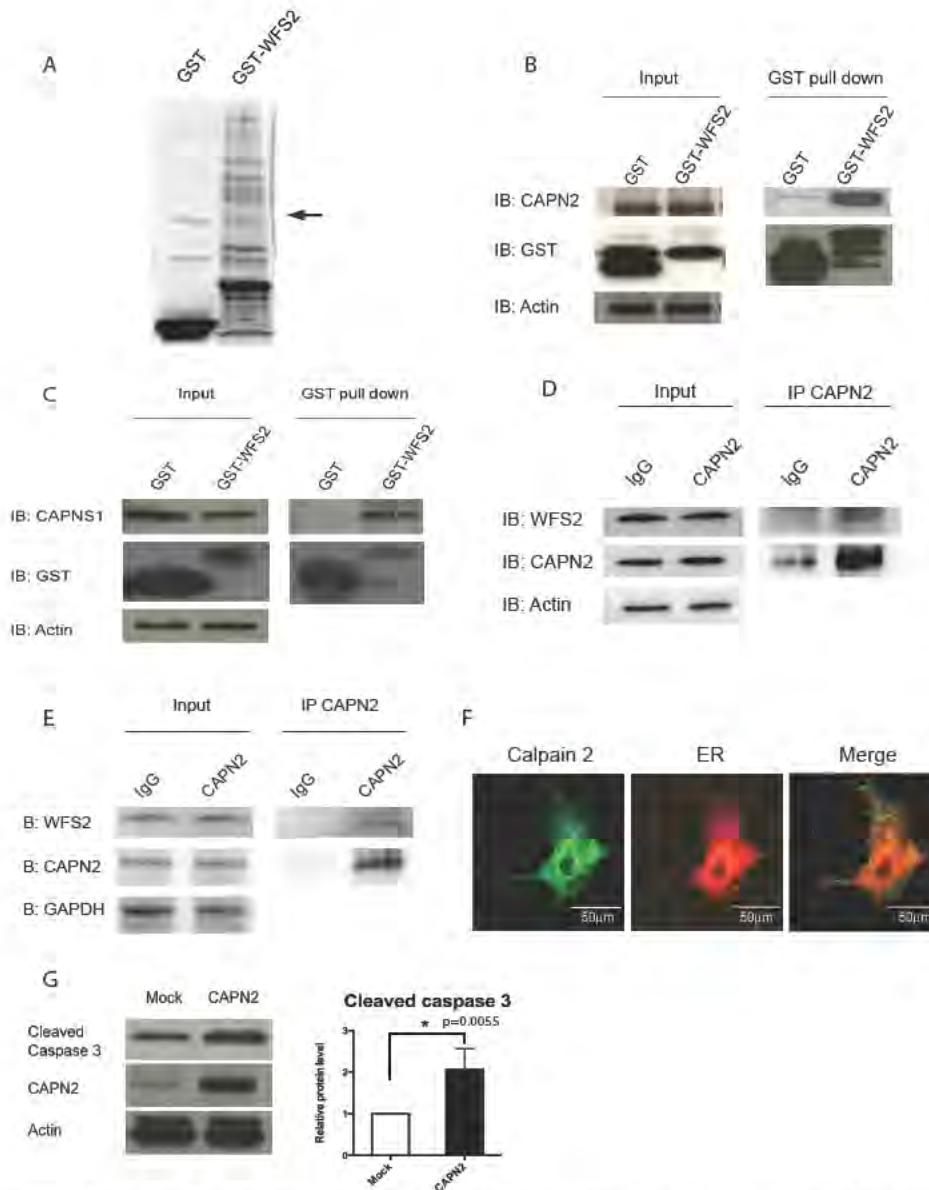 A
GST
GST-WFS2
B
Input
GST pull down
GST
GST-WFS2
GST
GST-WFS2
IB: CAPN2
IB: GST
IB: Actin
C
Input
GST pull down
GST
GST-WFS2
GST
GST-WFS2
IB: CAPNS1
IB: GST
IB: Actin
D
Input
IP CAPN2
IgG
CAPN2
IgG
CAPN2
IB: WFS2
IB: CAPN2
IB: Actin
E
Input
IP CAPN2
IgG
CAPN2
IgG
CAPN2
B: WFS2
B: CAPN2
B: GAPDH
F
Calpain 2
ER
Merge
50μm
50μm
50μm
G
Mock
CAPN2
Cleaved
Caspase 3
CAPN2
Actin
Cleaved caspase 3
* p=0.0055
Relative protein level
3
2
1
0
Mock
CAPN2